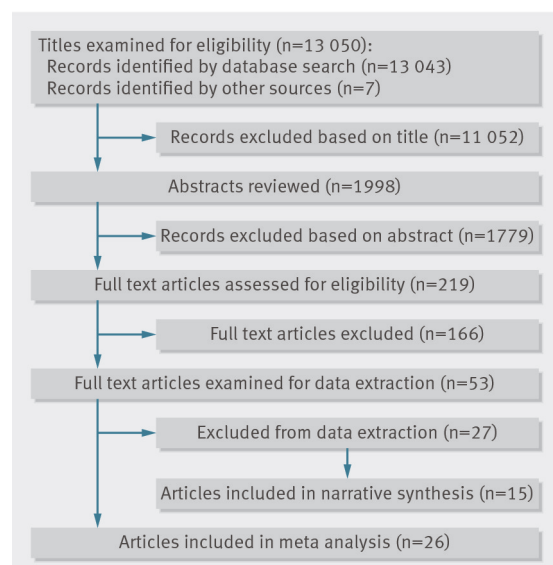 Titles examined for eligibility (n=13 050):
Records identified by database search (n=13 043)
Records identified by other sources (n=7)
Records excluded based on title (n=11 052)
Abstracts reviewed (n=1998)
Records excluded based on abstract (n=1779)
Full text articles assessed for eligibility (n=219)
Full text articles excluded (n=166)
Full text articles examined for data extraction (n=53)
Excluded from data extraction (n=27)
Articles included in narrative synthesis (n=15)
Articles included in meta analysis (n=26)